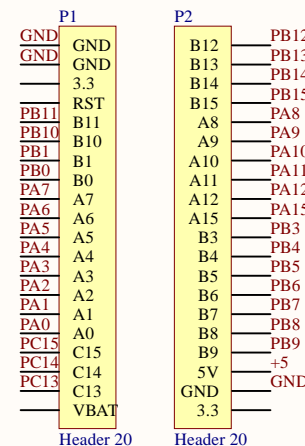 P1 P2
GND GND B12 PB12
GND GND B13 PB13
3.3 B14 PB14
RST B15 PB15
PB11 B11 A8 PA8
PB10 B10 A9 PA9
PB1 B1 A10 PA10
PB0 B0 A11 PA11
PA7 A7 A12 PA12
PA6 A6 A15 PA15
PA5 A5 B3 PB3
PA4 A4 B4 PB4
PA3 A3 B5 PB5
PA2 A2 B6 PB6
PA1 A1 B7 PB7
PA0 A0 B8 PB8
PC15 C15 B9 PB9
PC14 C14 5V +5
PC13 C13 GND GND
VBAT 3.3
Header 20 Header 20